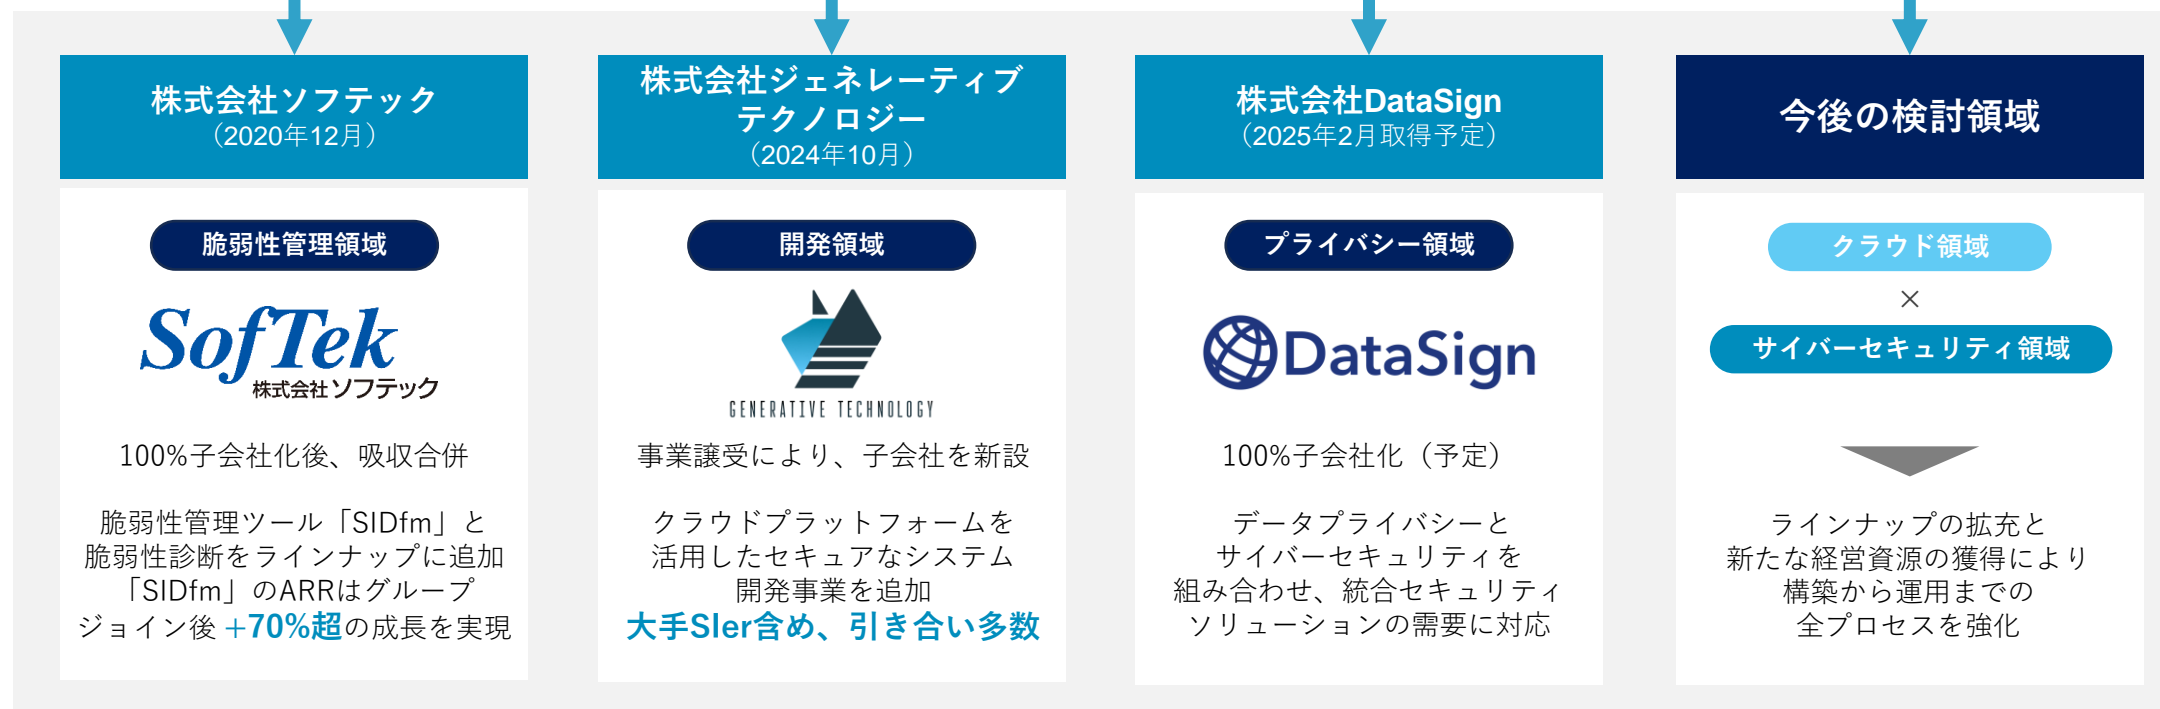 株式会社ソフテック
（2020年12月）
脆弱性管理領域
SofTek
株式会社ソフテック
100%子会社化後、吸収合併
脆弱性管理ツール「SIDfm」と
脆弱性診断をラインナップに追加
「SIDfm」のARRはグループ
ジョイン後 +70%超の成長を実現
株式会社ジェネレーティブ
テクノロジー
（2024年10月）
開発領域
GENERATIVE TECHNOLOGY
事業譲受により、子会社を新設
クラウドプラットフォームを
活用したセキュアなシステム
開発事業を追加
大手SIer含め、引き合い多数
株式会社DataSign
（2025年2月取得予定）
プライバシー領域
DataSign
100%子会社化（予定）
データプライバシーと
サイバーセキュリティを
組み合わせ、統合セキュリティ
ソリューションの需要に対応
今後の検討領域
クラウド領域
×
サイバーセキュリティ領域
ラインナップの拡充と
新たな経営資源の獲得により
構築から運用までの
全プロセスを強化